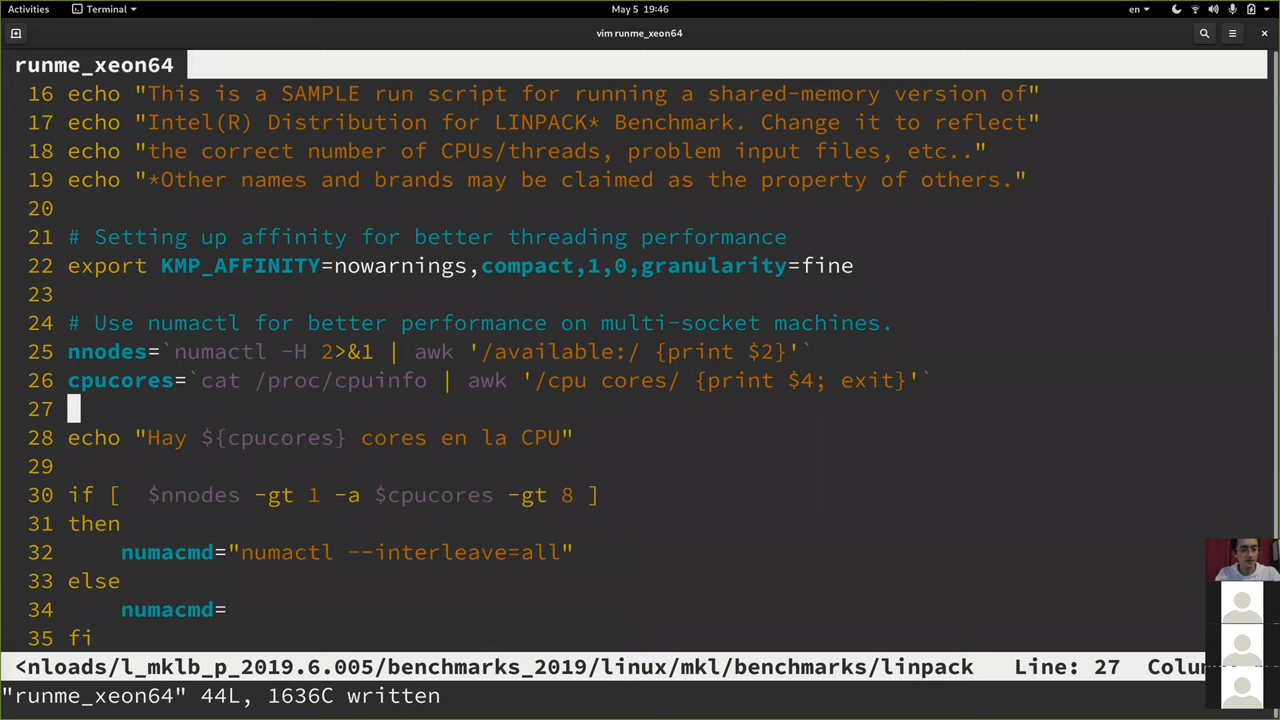 Activities
Terminal
May 5 19:46
en
vim runme_xeon64
runme_xeon64
16 echo "This is a SAMPLE run script for running a shared-memory version of"
17 echo "Intel(R) Distribution for LINPACK* Benchmark. Change it to reflect"
18 echo "the correct number of CPUs/threads, problem input files, etc.."
19 echo "*Other names and brands may be claimed as the property of others."
20
21 # Setting up affinity for better threading performance
22 export KMP_AFFINITY=nowarnings,compact,1,0,granularity=fine
23
24 # Use numactl for better performance on multi-socket machines.
25 nnodes=`numactl -H 2>&1 | awk '/available:/ {print $2}'`
26 cpucores=`cat /proc/cpuinfo | awk '/cpu cores/ {print $4; exit}'`
27
28 echo "Hay ${cpucores} cores en la CPU"
29
30 if [  $nnodes -gt 1 -a $cpucores -gt 8 ]
31 then
32     numacmd="numactl --interleave=all"
33 else
34     numacmd=
35 fi
<nloads/l_mklb_p_2019.6.005/benchmarks_2019/linux/mkl/benchmarks/linpack   Line: 27
"runme_xeon64" 44L, 1636C written